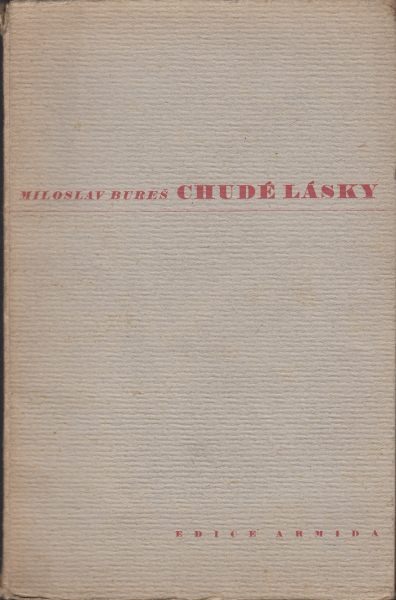 MILOSLAV BUREŠ CHUDÉ LÁSKY
EDICE ARMIDA